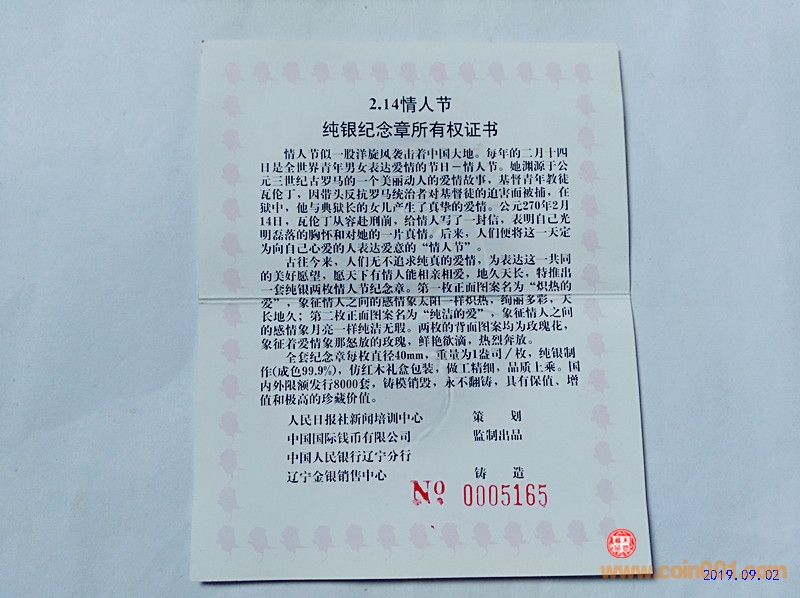 2.14情人节
纯银纪念章所有权证书
情人节似一股洋旋风袭击着中国大地。每年的二月十四
日是全世界青年男女表达爱情的节日－情人节。她渊源于公
元三世纪古罗马的一个美丽动人的爱情故事，基督青年教徒
瓦伦丁，因带头反抗罗马统治者对基督徒的迫害而被捕，在
狱中，他与典狱长的女儿产生了真挚的爱情。公元270年2月
14日，瓦伦丁从容赴刑前，给情人写了一封信，表明自己光
明磊落的胸怀和对她的一片真情。后来，人们便将这一天定
为向自己心爱的人表达爱意的“情人节”。
古往今来，人们无不追求纯真的爱情，为表达这一共同
的美好愿望，愿天下有情人能相亲相爱，地久天长，特推出
一套纯银两枚情人节纪念章。第一枚正面图案名为“炽热的
爱”，象征情人之间的感情象太阳一样炽热，绚丽多彩，天
长地久；第二枚正面图案名为“纯洁的爱”，象征情人之间
的感情象月亮一样纯洁无瑕。两枚的背面图案均为玫瑰花，
象征着爱情象那怒放的玫瑰，鲜艳欲滴，热烈奔放。
全套纪念章每枚直径40mm，重量为1盎司／枚，纯银制
作(成色99.9%)，仿红木礼盒包装，做工精细，品质上乘。国
内外限额发行8000套，铸模销毁，永不翻铸，具有保值、增
值和极高的珍藏价值。
人民日报社新闻培训中心 策 划
中国国际钱币有限公司 监制出品
中国人民银行辽宁分行
辽宁金银销售中心 铸 造
No 0005165
www.coin001.com
2019.09.02